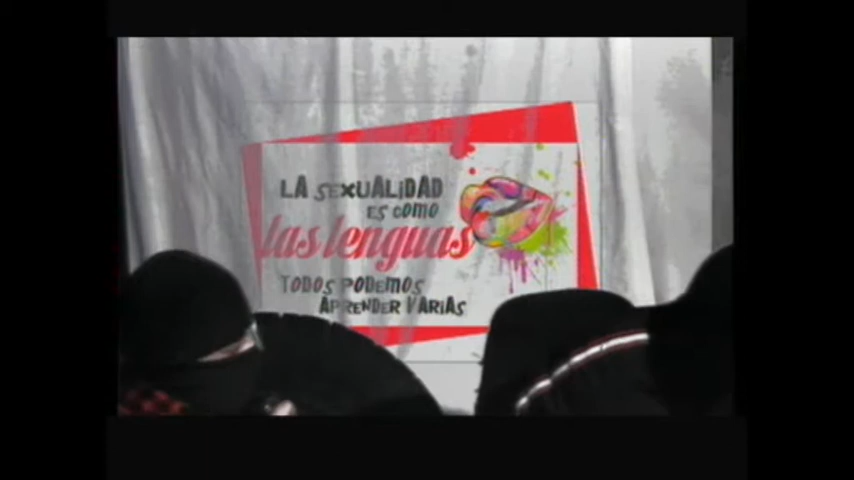 LA SEXUALIDAD
ES COMO
las lenguas
TODOS PODEMOS
APRENDER VARIAS